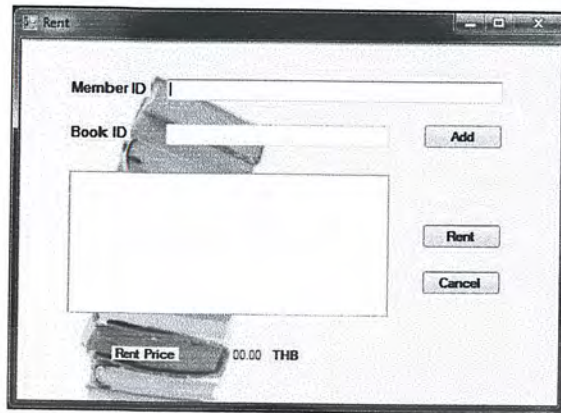 Rent
Member ID
Book ID Add
Rent
Cancel
Rent Price 00.00 THB